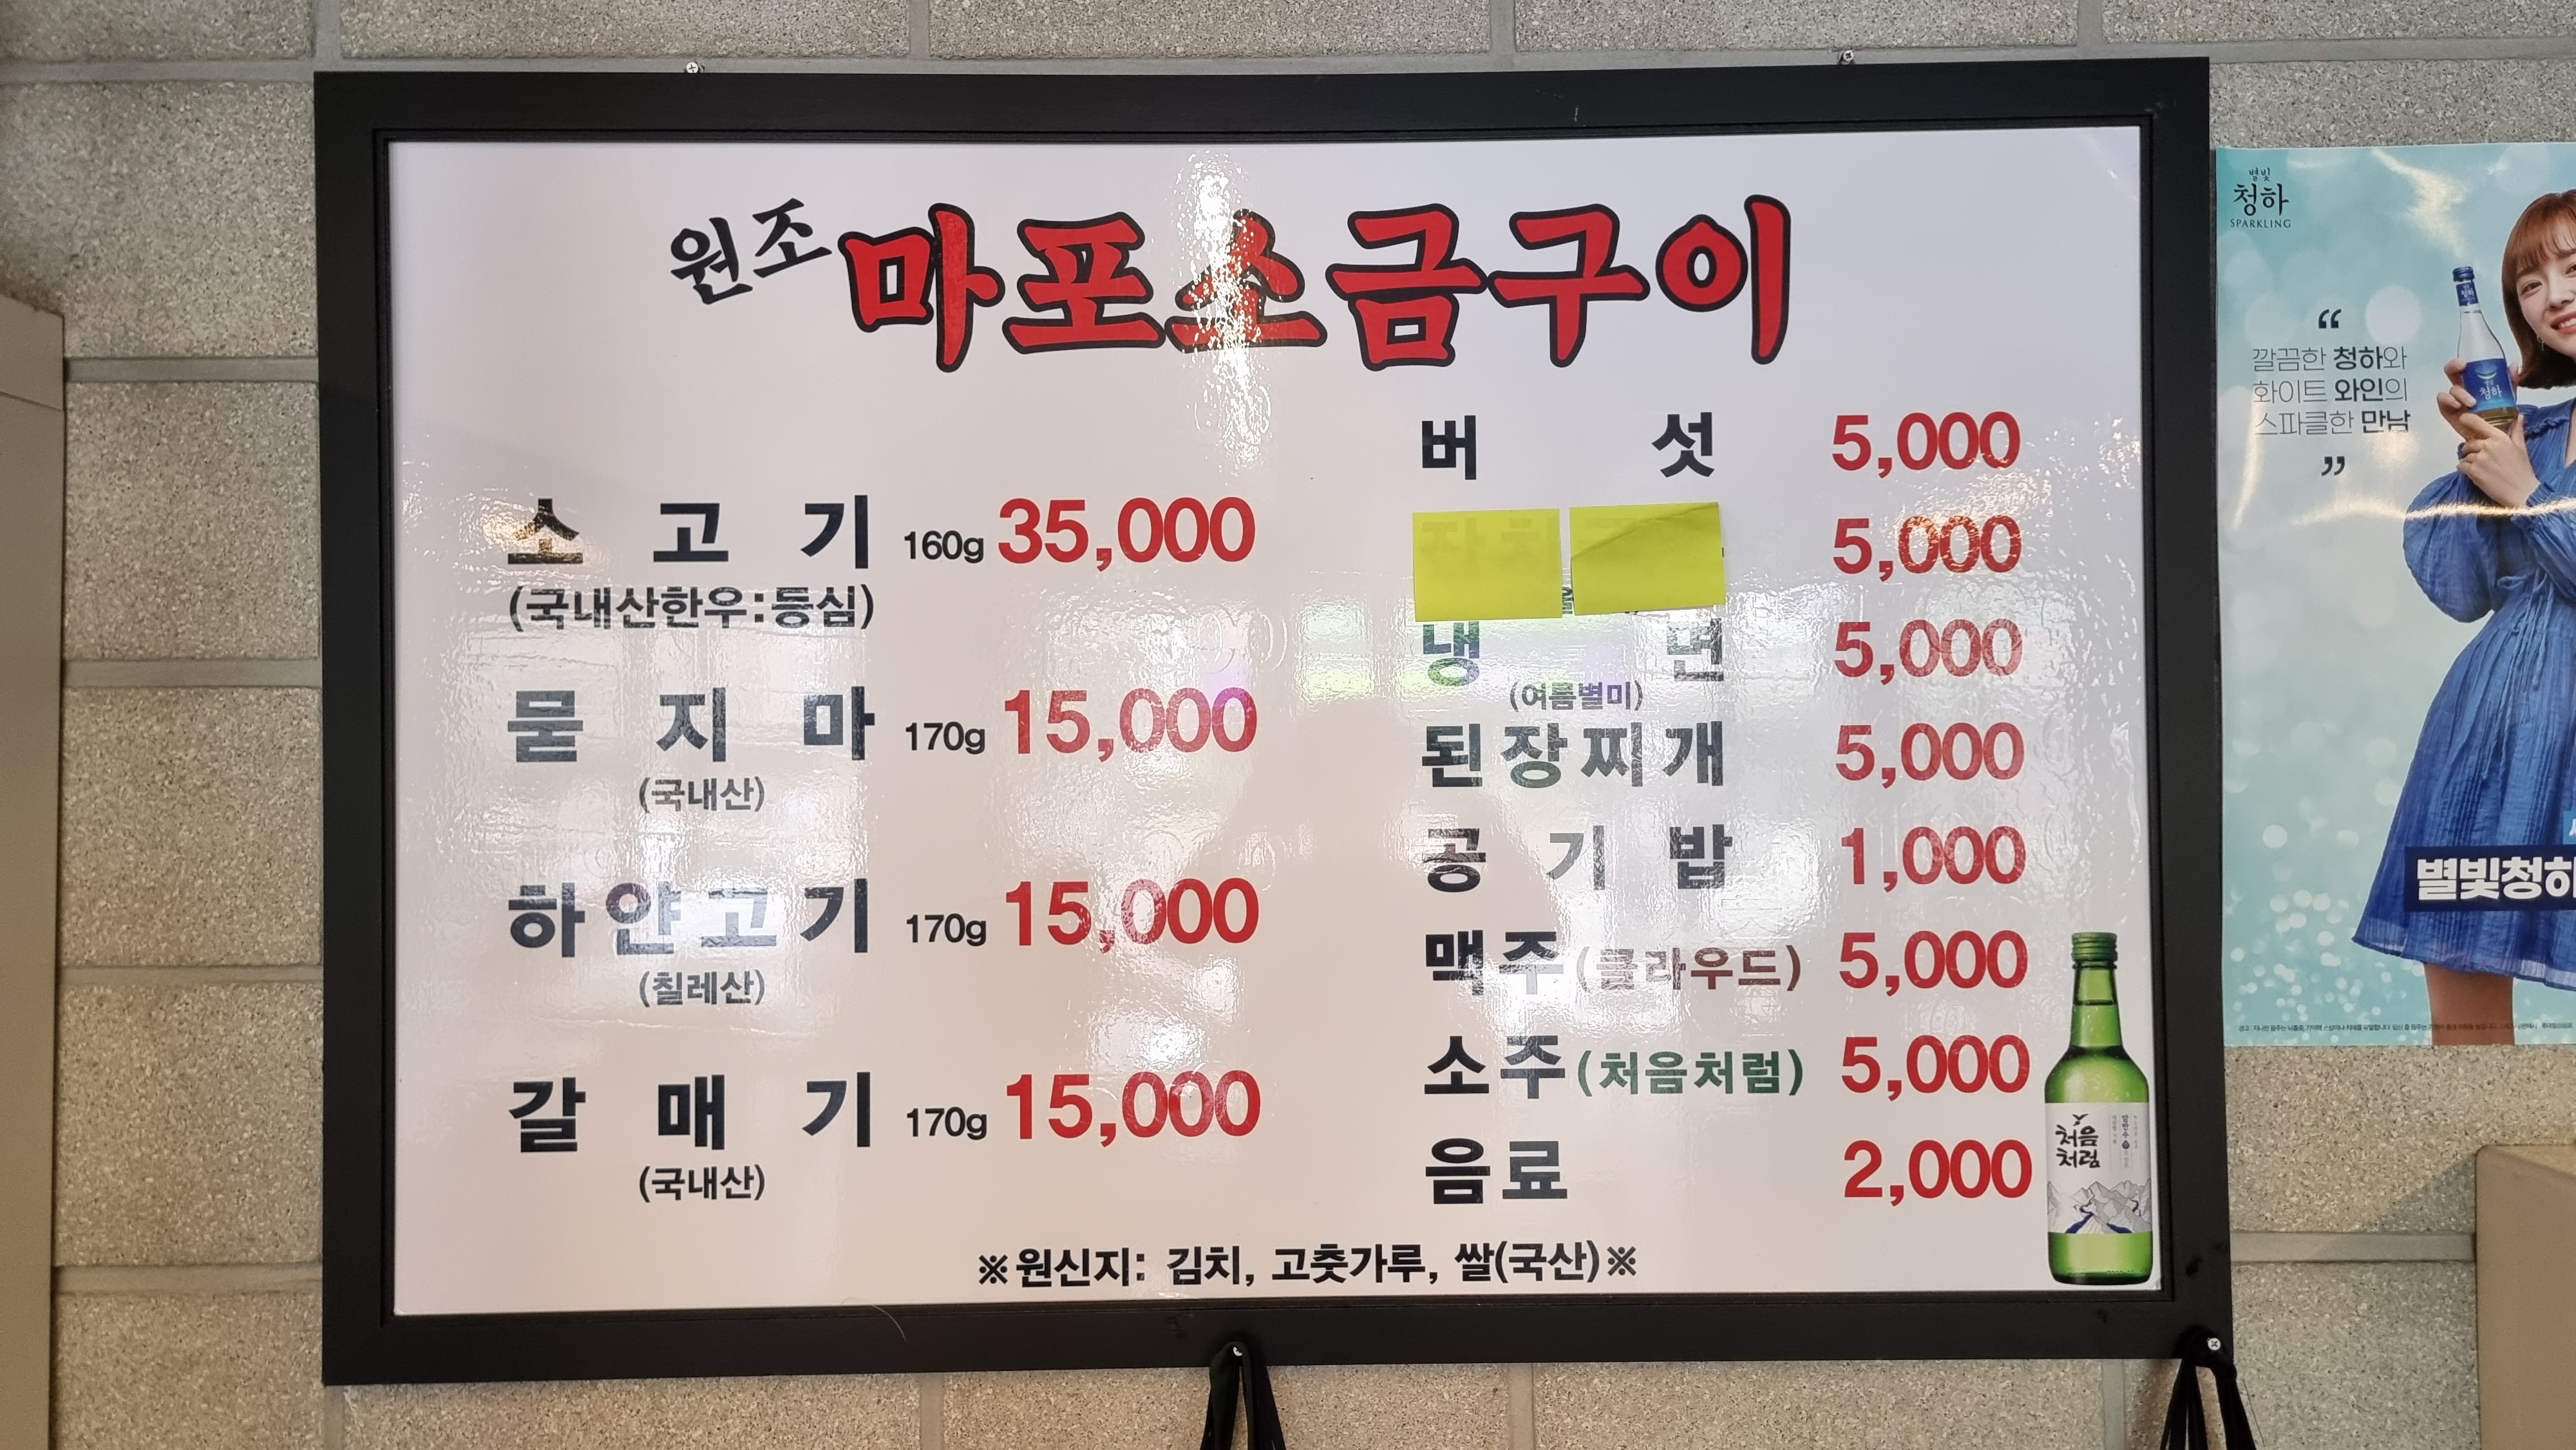 원조 마포소금구이
소고기 160g 35,000
(국내산한우:등심)
묻지마 170g 15,000
(국내산)
하얀고기 170g 15,000
(칠레산)
갈매기 170g 15,000
(국내산)
버섯 5,000
5,000
냉면 5,000
(여름별미)
된장찌개 5,000
공기밥 1,000
맥주(클라우드) 5,000
소주(처음처럼) 5,000
음료 2,000
※원신지: 김치, 고춧가루, 쌀(국산)※
처음
처럼
별빛
청하
SPARKLING
“
깔끔한 청하와
화이트 와인의
스파클한 만남
”
청하
별빛청하